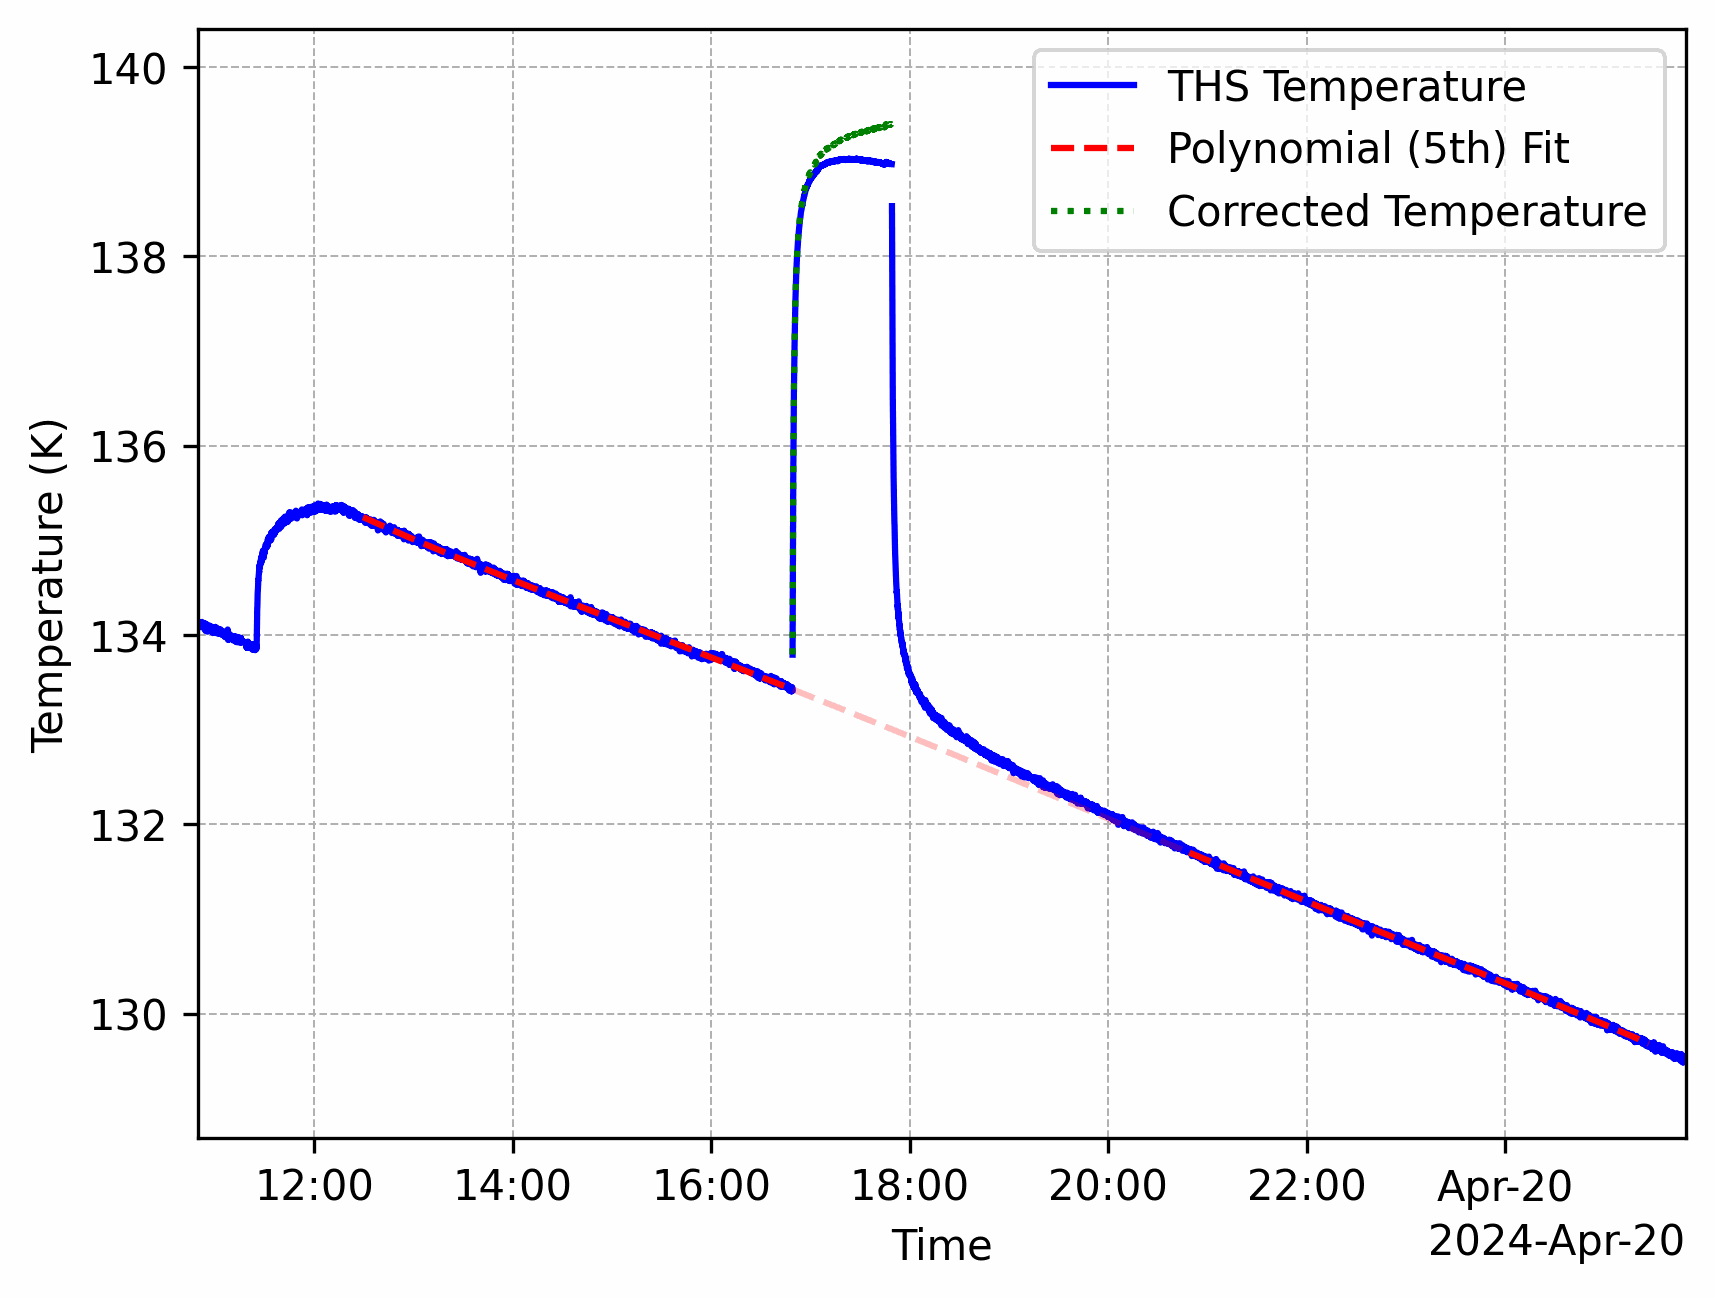 140
138
136
134
132
130
Temperature (K)
THS Temperature
Polynomial (5th) Fit
Corrected Temperature
12:00 14:00 16:00 18:00 20:00 22:00 Apr-20
Time
2024-Apr-20